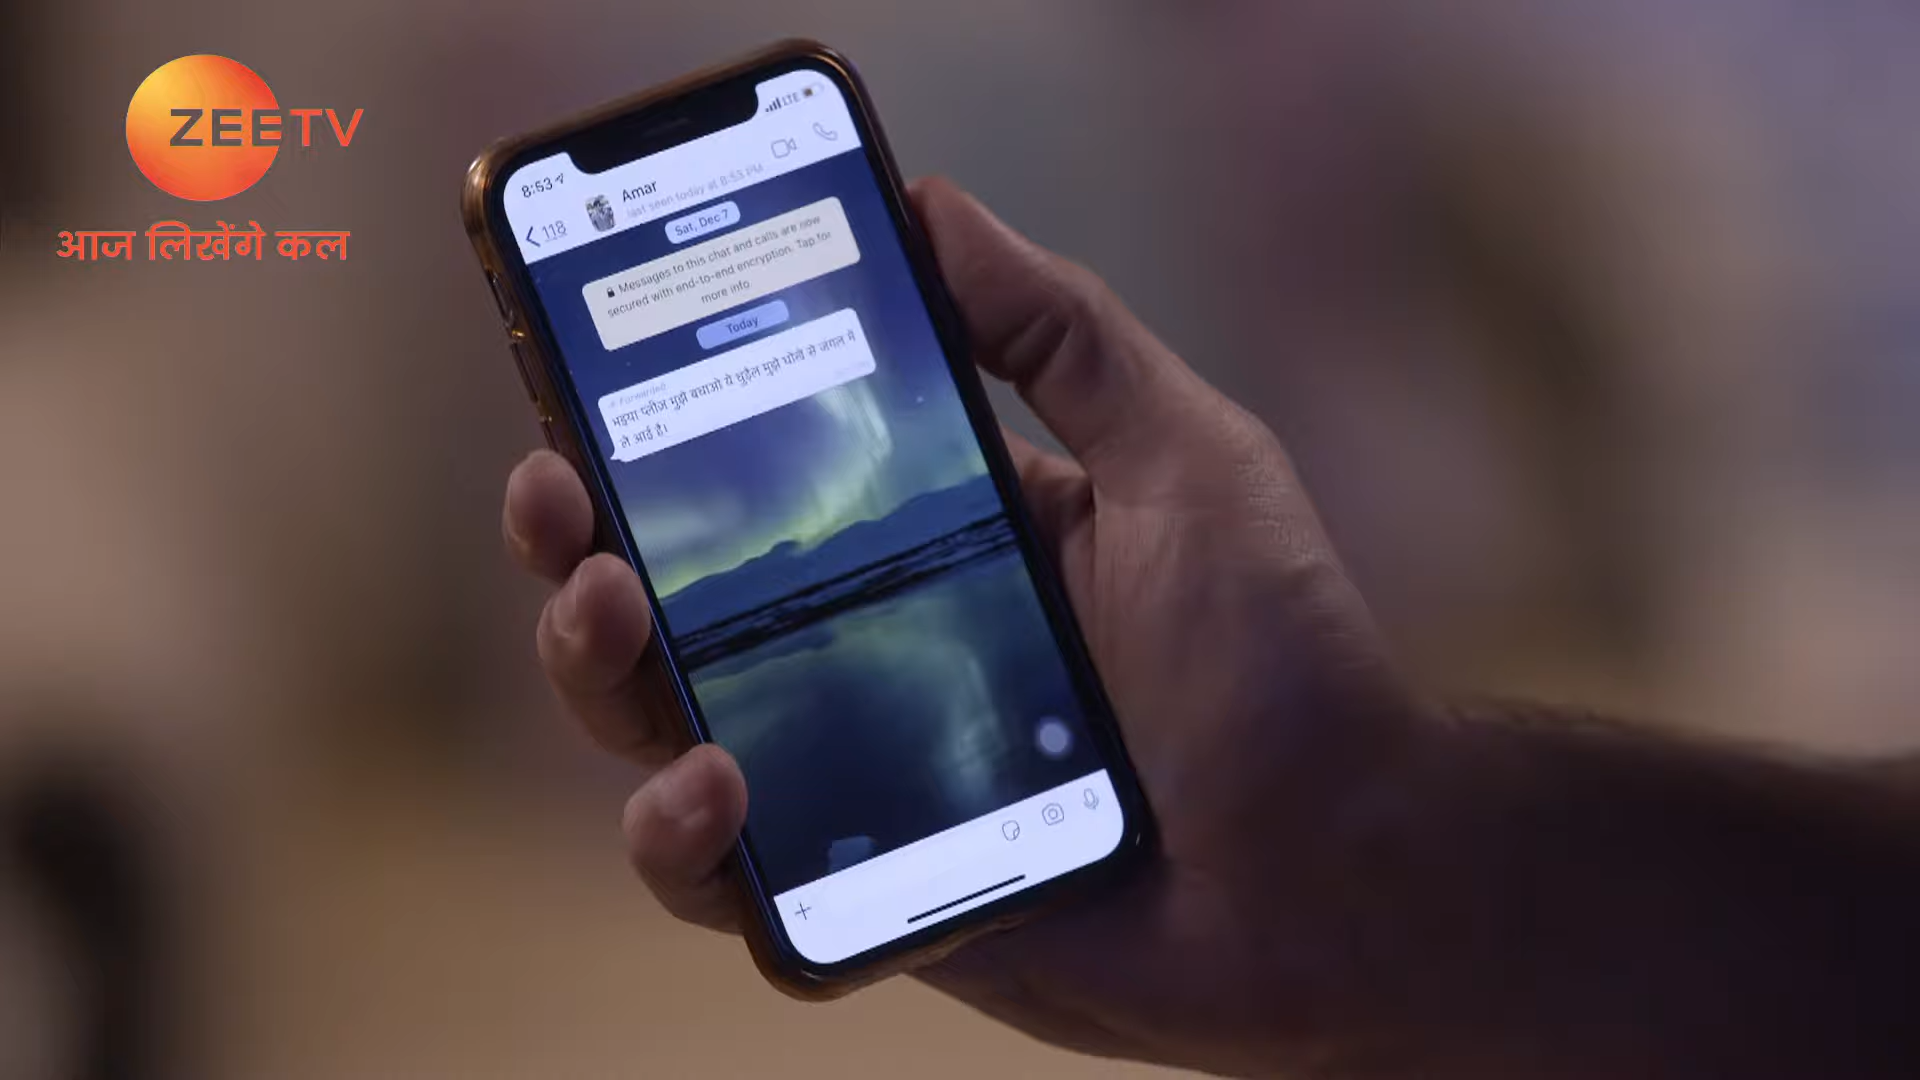 ZEETV
आज लिखेंगे कल
8:53
LTE
118
Amar
last seen today at 8:53 PM
Sat, Dec 7
Messages to this chat and calls are now
secured with end-to-end encryption. Tap for
more info.
Today
Forwarded
भइया प्लीज मुझे बचाओ ये चुड़ैल मुझे धोखे से जंगल में
ले आई है।